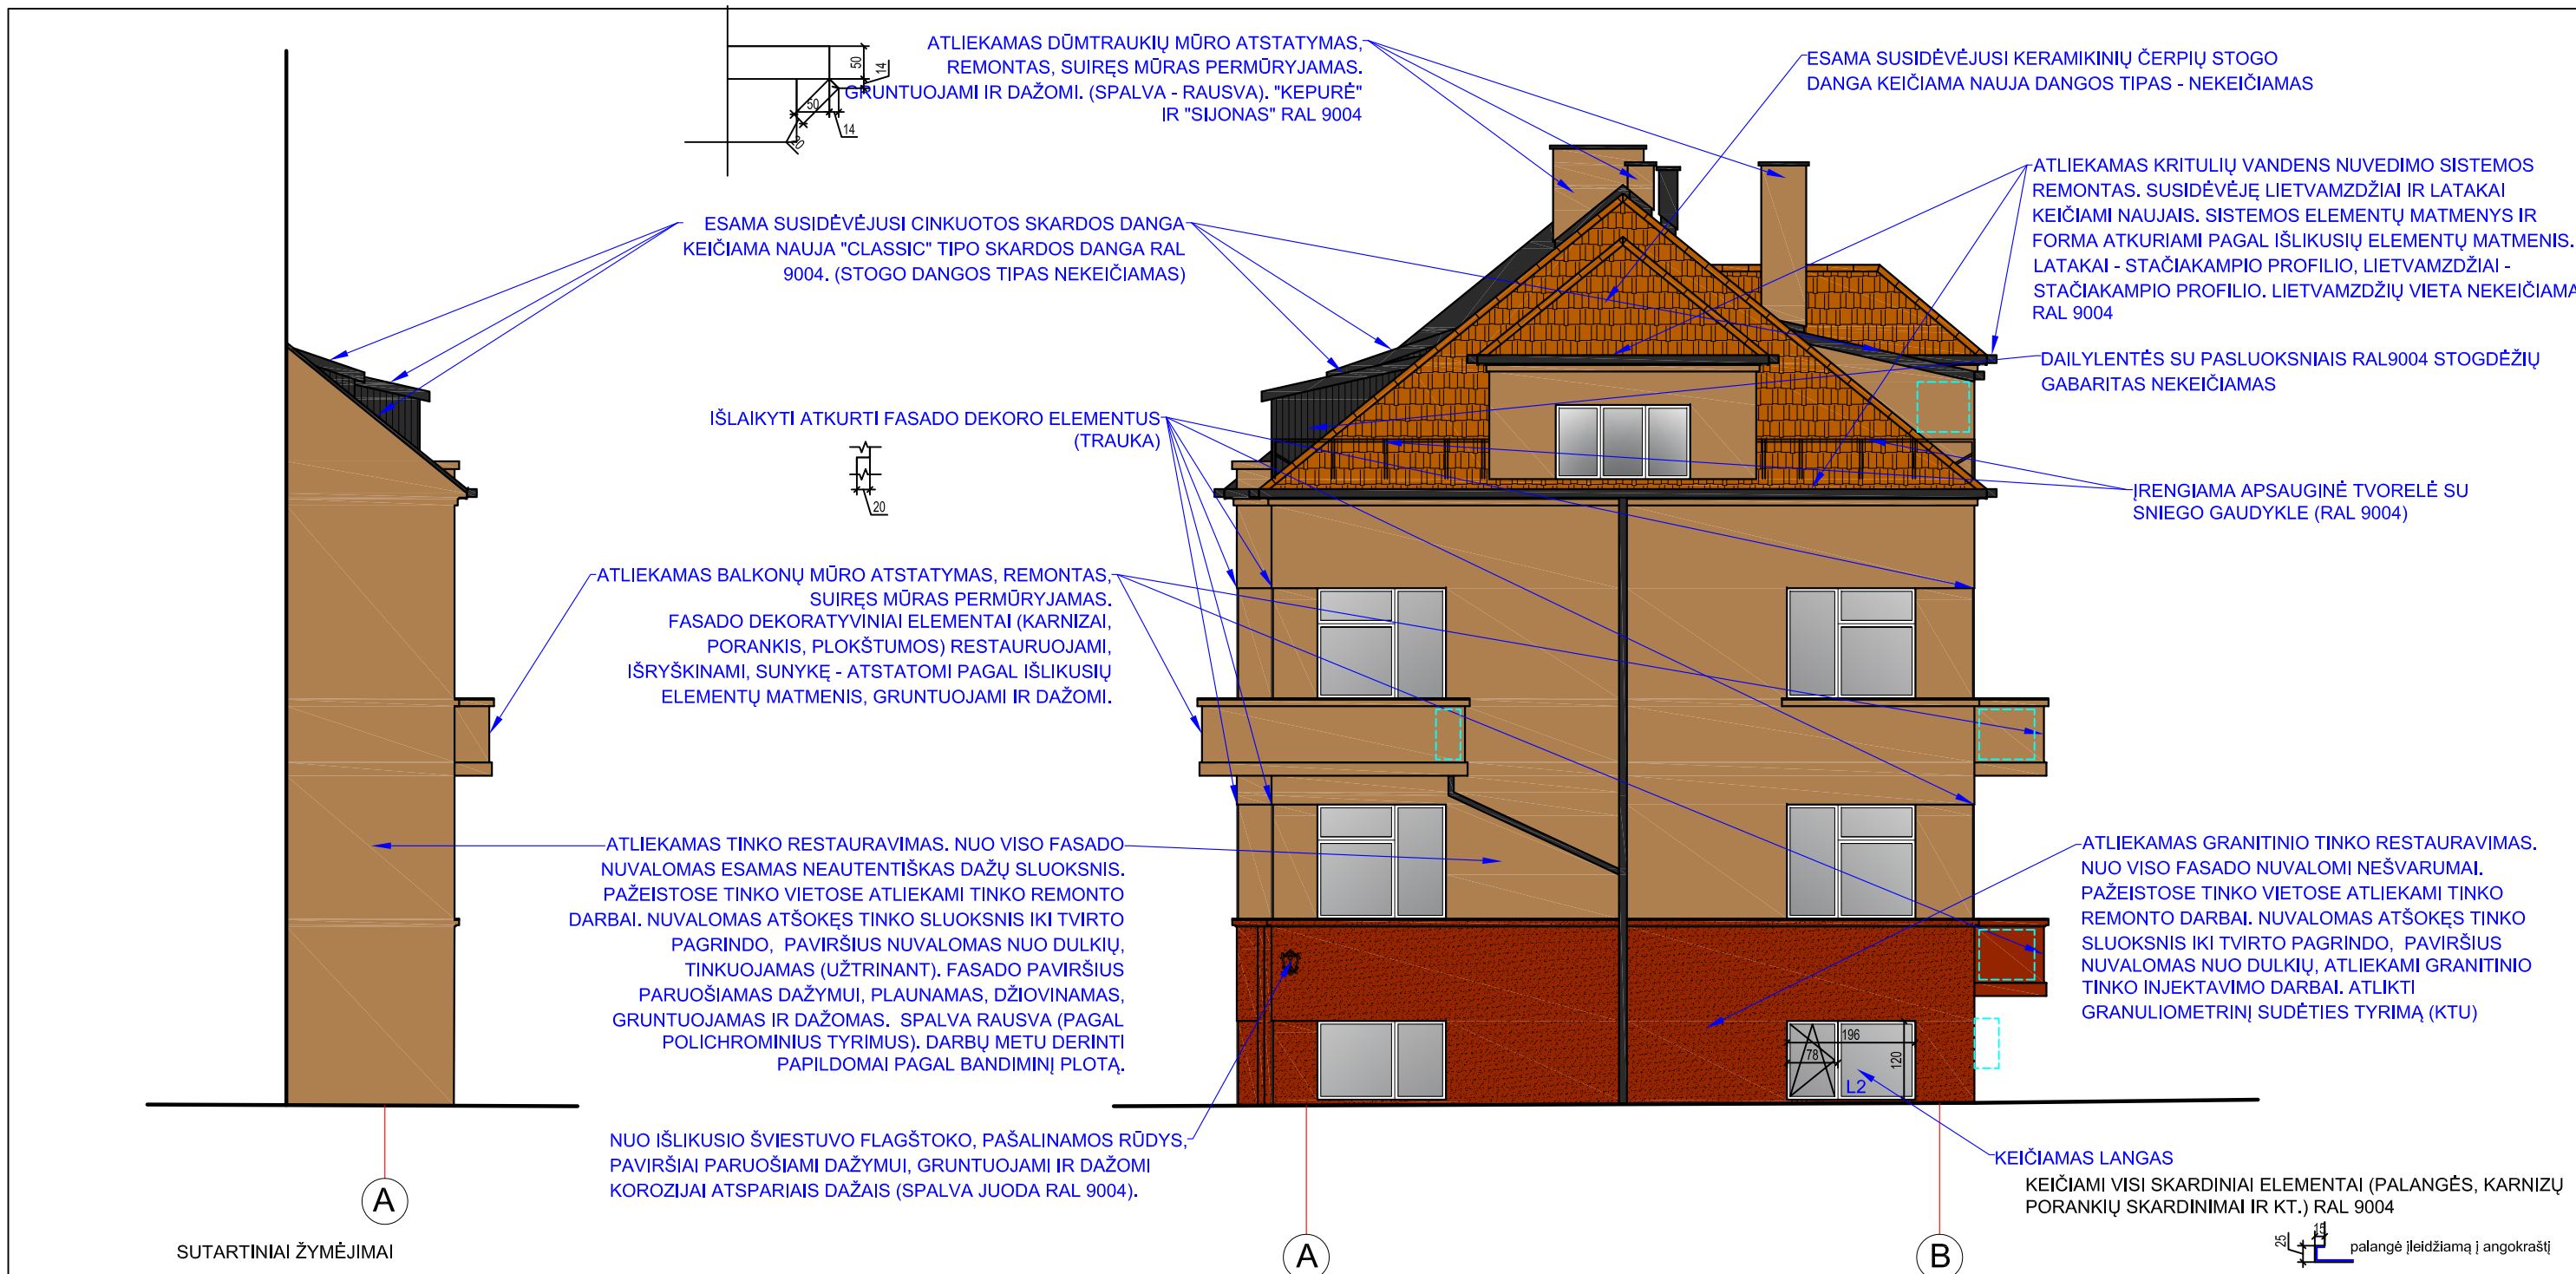 50
14
50
14
20
ATLIEKAMAS DŪMTRAUKIŲ MŪRO ATSTATYMAS,
REMONTAS, SUIRĘS MŪRAS PERMŪRYJAMAS.
GRUNTUOJAMI IR DAŽOMI. (SPALVA - RAUSVA). "KEPURĖ"
IR "SIJONAS" RAL 9004
ESAMA SUSIDĖVĖJUSI KERAMIKINIŲ ČERPIŲ STOGO
DANGA KEIČIAMA NAUJA DANGOS TIPAS - NEKEIČIAMAS
ATLIEKAMAS KRITULIŲ VANDENS NUVEDIMO SISTEMOS
REMONTAS. SUSIDĖVĖJĘ LIETVAMZDŽIAI IR LATAKAI
KEIČIAMI NAUJAIS. SISTEMOS ELEMENTŲ MATMENYS IR
FORMA ATKURIAMI PAGAL IŠLIKUSIŲ ELEMENTŲ MATMENIS.
LATAKAI - STAČIAKAMPIO PROFILIO, LIETVAMZDŽIAI -
STAČIAKAMPIO PROFILIO. LIETVAMZDŽIŲ VIETA NEKEIČIAMA
RAL 9004
ESAMA SUSIDĖVĖJUSI CINKUOTOS SKARDOS DANGA
KEIČIAMA NAUJA "CLASSIC" TIPO SKARDOS DANGA RAL
9004. (STOGO DANGOS TIPAS NEKEIČIAMAS)
DAILYLENTĖS SU PASLUOKSNIAIS RAL9004 STOGDĖŽIŲ
GABARITAS NEKEIČIAMAS
IŠLAIKYTI ATKURTI FASADO DEKORO ELEMENTUS
(TRAUKA)
20
ĮRENGIAMA APSAUGINĖ TVORELĖ SU
SNIEGO GAUDYKLE (RAL 9004)
ATLIEKAMAS BALKONŲ MŪRO ATSTATYMAS, REMONTAS,
SUIRĘS MŪRAS PERMŪRYJAMAS.
FASADO DEKORATYVINIAI ELEMENTAI (KARNIZAI,
PORANKIS, PLOKŠTUMOS) RESTAURUOJAMI,
IŠRYŠKINAMI, SUNYKĘ - ATSTATOMI PAGAL IŠLIKUSIŲ
ELEMENTŲ MATMENIS, GRUNTUOJAMI IR DAŽOMI.
ATLIEKAMAS TINKO RESTAURAVIMAS. NUO VISO FASADO
NUVALOMAS ESAMAS NEAUTENTIŠKAS DAŽŲ SLUOKSNIS.
PAŽEISTOSE TINKO VIETOSE ATLIEKAMI TINKO REMONTO
DARBAI. NUVALOMAS ATŠOKĘS TINKO SLUOKSNIS IKI TVIRTO
PAGRINDO, PAVIRŠIUS NUVALOMAS NUO DULKIŲ,
TINKUOJAMAS (UŽTRINANT). FASADO PAVIRŠIUS
PARUOŠIAMAS DAŽYMUI, PLAUNAMAS, DŽIOVINAMAS,
GRUNTUOJAMAS IR DAŽOMAS. SPALVA RAUSVA (PAGAL
POLICHROMINIUS TYRIMUS). DARBŲ METU DERINTI
PAPILDOMAI PAGAL BANDIMINĮ PLOTĄ.
ATLIEKAMAS GRANITINIO TINKO RESTAURAVIMAS.
NUO VISO FASADO NUVALOMI NEŠVARUMAI.
PAŽEISTOSE TINKO VIETOSE ATLIEKAMI TINKO
REMONTO DARBAI. NUVALOMAS ATŠOKĘS TINKO
SLUOKSNIS IKI TVIRTO PAGRINDO, PAVIRŠIUS
NUVALOMAS NUO DULKIŲ, ATLIEKAMI GRANITINIO
TINKO INJEKTAVIMO DARBAI. ATLIKTI
GRANULIOMETRINĮ SUDĖTIES TYRIMĄ (KTU)
196
78
120
L2
NUO IŠLIKUSIO ŠVIESTUVO FLAGŠTOKO, PAŠALINAMOS RŪDYS,
PAVIRŠIAI PARUOŠIAMI DAŽYMUI, GRUNTUOJAMI IR DAŽOMI
KOROZIJAI ATSPARIAIS DAŽAIS (SPALVA JUODA RAL 9004).
KEIČIAMAS LANGAS
KEIČIAMI VISI SKARDINIAI ELEMENTAI (PALANGĖS, KARNIZŲ
PORANKIŲ SKARDINIMAI IR KT.) RAL 9004
A
A
B
SUTARTINIAI ŽYMĖJIMAI
15
25
palangė įleidžiamą į angokraštį